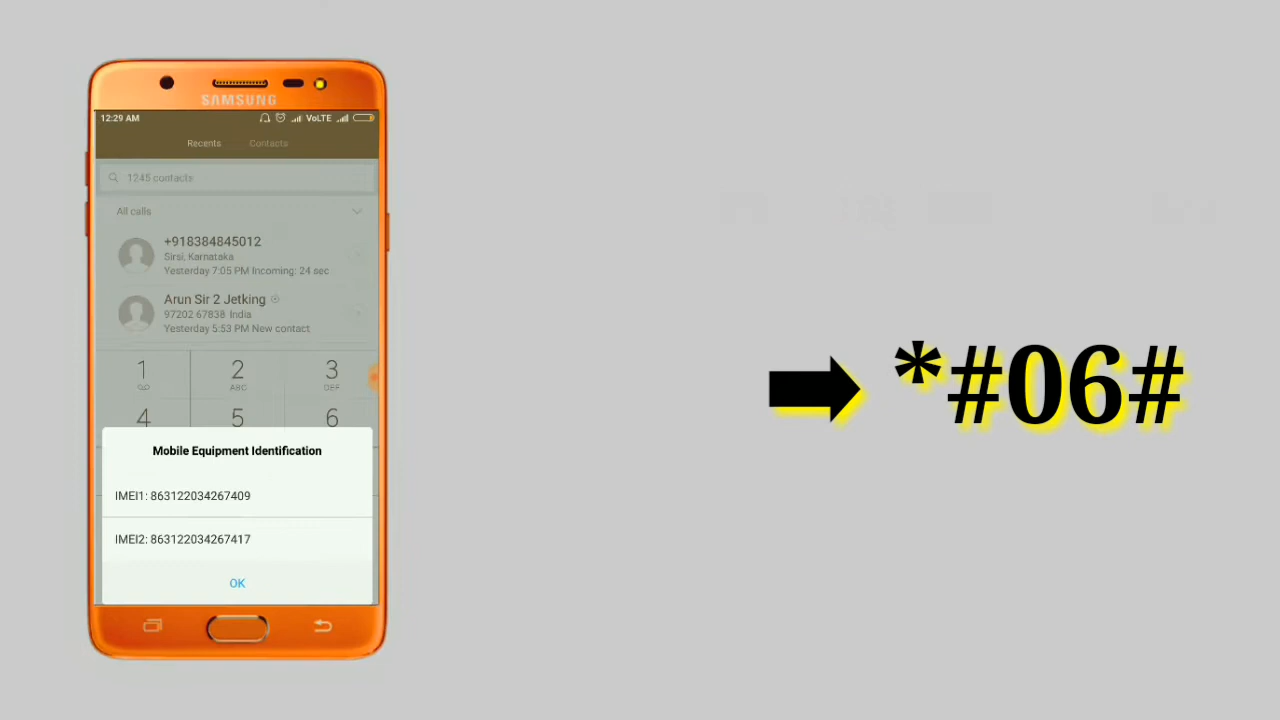 SAMSUNG
12:29 AM VoLTE
Recents Contacts
1245 contacts
All calls
+918384845012
Sirsi, Karnataka
Yesterday 7:05 PM Incoming: 24 sec
Arun Sir 2 Jetking
97202 67838 India
Yesterday 5:53 PM New contact
1 2 3
ABC DEF
4 5 6
Mobile Equipment Identification
IMEI1: 863122034267409
IMEI2: 863122034267417
OK
*#06#